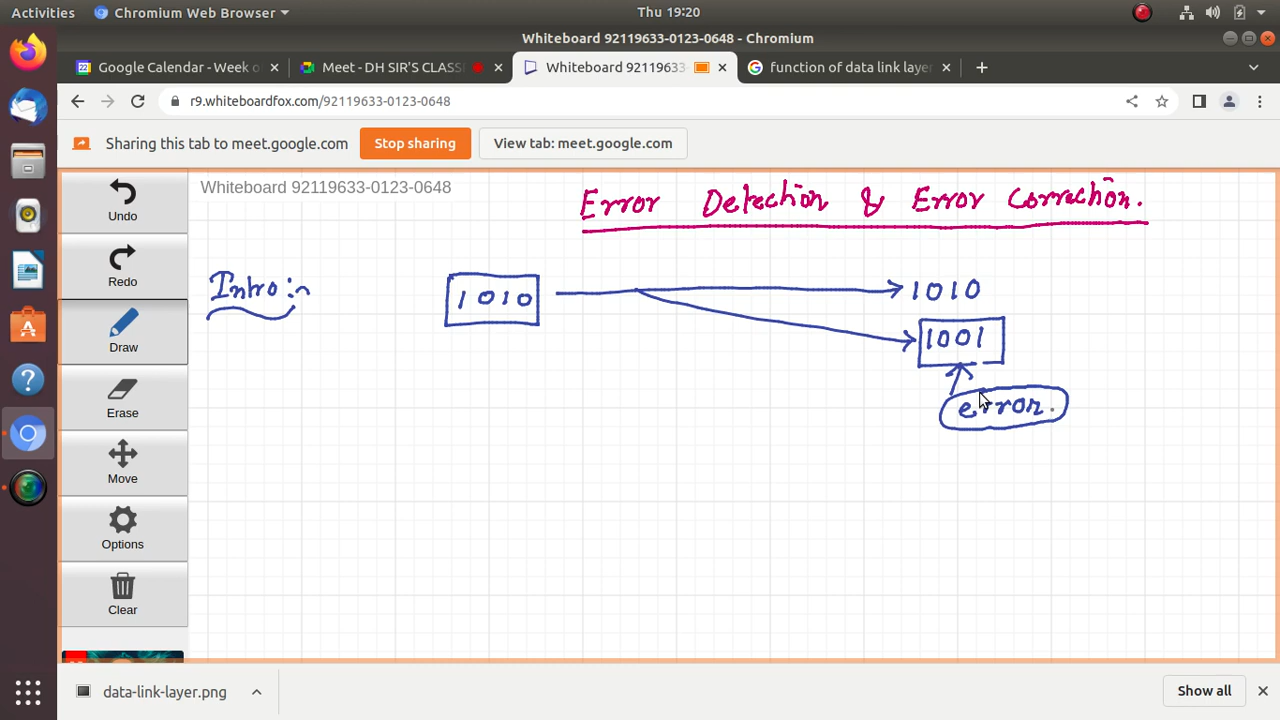 Activities Chromium Web Browser Thu 19:20
Whiteboard 92119633-0123-0648 - Chromium
Google Calendar - Week o Meet - DH SIR'S CLASS Whiteboard 92119633 function of data link laye
r9.whiteboardfox.com/92119633-0123-0648
Sharing this tab to meet.google.com Stop sharing View tab: meet.google.com
Whiteboard 92119633-0123-0648
Error Detection & Error Correction.
Undo
Redo
Draw
Erase
Move
Options
Clear
Intro:~
1010 1010
1001
error.
data-link-layer.png Show all